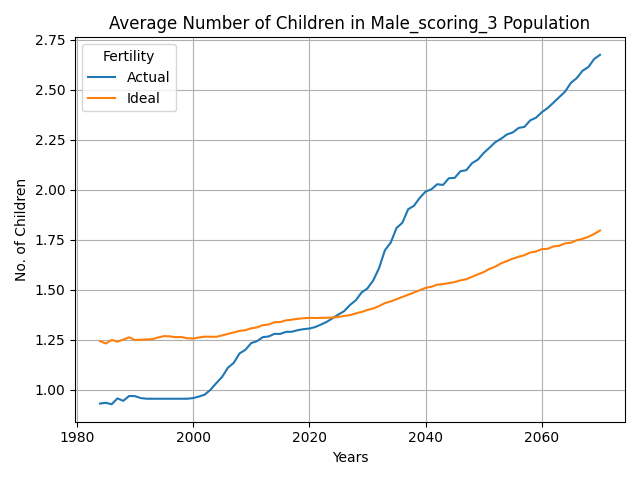 Average Number of Children in Male_scoring_3 Population
Fertility
Actual
Ideal
No. of Children
2.75
2.50
2.25
2.00
1.75
1.50
1.25
1.00
1980
2000
2020
2040
2060
Years